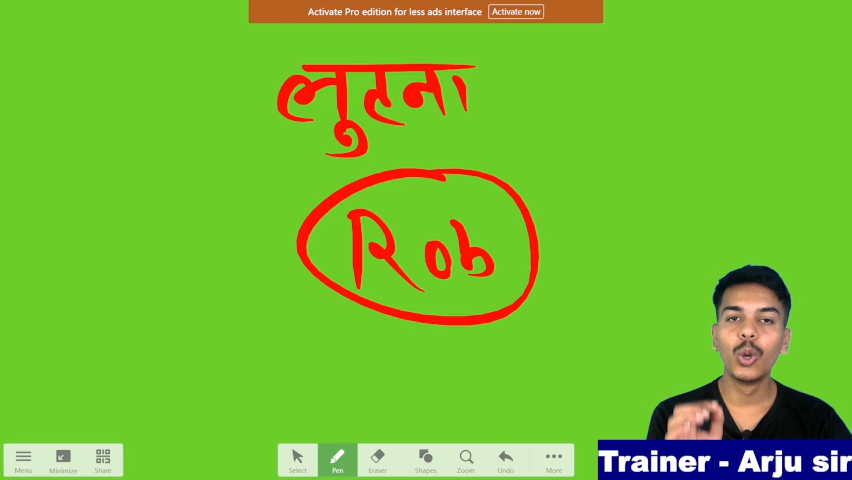 Activate Pro edition for less ads interface Activate now
लुहना
Rob
Menu Minimize Share Select Pen Eraser Shapes Zoom Undo More
Trainer - Arju sir